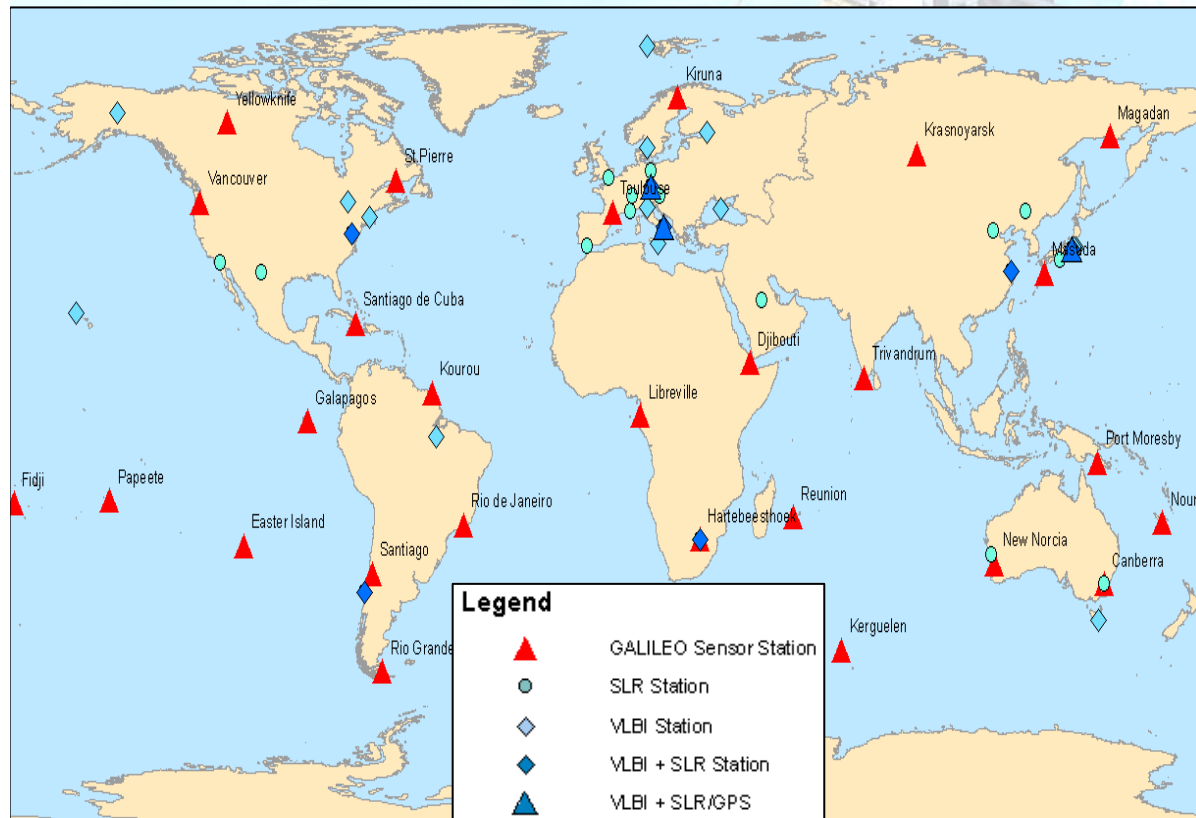 Kiruna
Yellowknife
Magadan
Krasnoyarsk
St.Pierre
Vancouver
Toulouse
Masuda
Santiago de Cuba
Djibouti
Trivandrum
Kourou
Libreville
Galapagos
Port Moresby
Fidji
Papeete
Reunion
Rio de Janeiro
Hartebeesthoek
Noun
Easter Island
New Norcia
Santiago
Canberra
Kerguelen
Rio Grande
Legend
GALILEO Sensor Station
SLR Station
VLBI Station
VLBI + SLR Station
VLBI + SLR/GPS